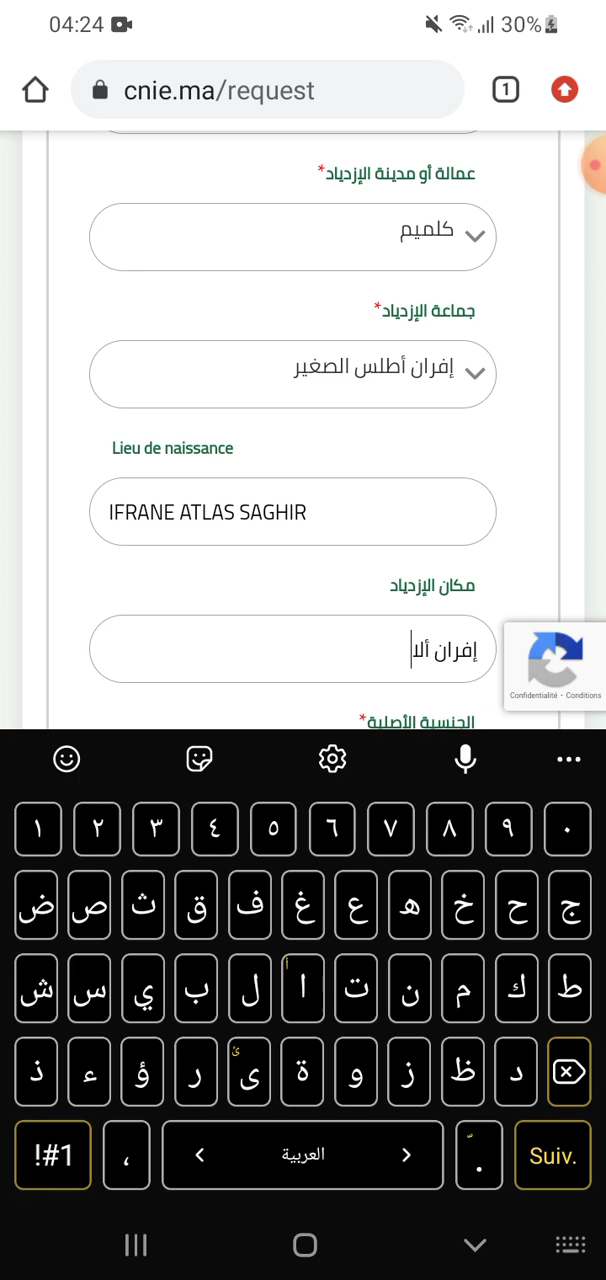 04:24
30%
cnie.ma/request
1
عمالة أو مدينة الإزدياد*
كلميم
جماعة الإزدياد*
إفران أطلس الصغير
Lieu de naissance
IFRANE ATLAS SAGHIR
مكان الإزدياد
إفران ألا
Confidentialité - Conditions
الجنسية الأصلية*
١ ٢ ٣ ٤ ٥ ٦ ٧ ٨ ٩ ٠
ض ص ث ق ف غ ع ه خ ح ج
ش س ي ب ل أ ا ت ن م ك ط
ذ ء ؤ ر ئ ى ة و ز ظ د
!#1 ، < العربية > . Suiv.